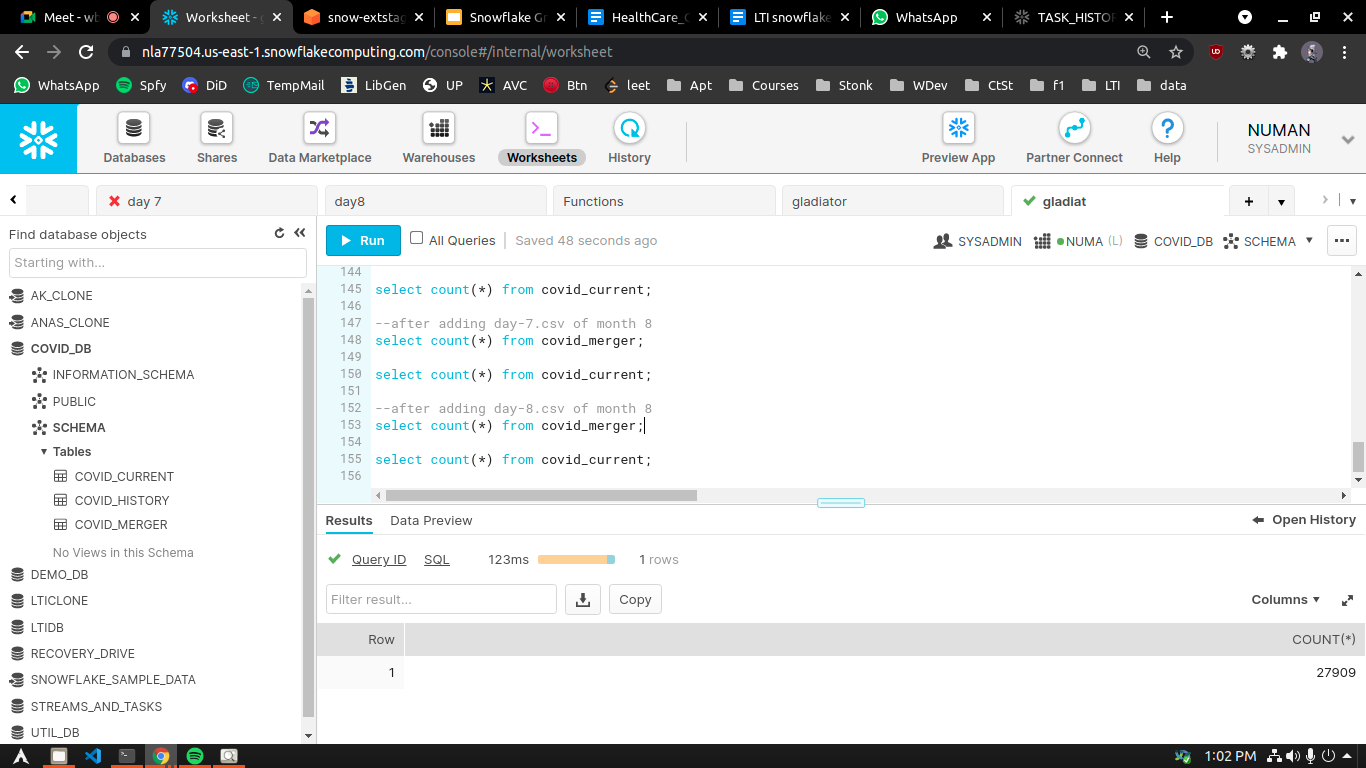 Meet - wb
Worksheet - g
snow-extstag
Snowflake Gr
HealthCare_C
LTI snowflake
WhatsApp
TASK_HISTOR
nla77504.us-east-1.snowflakecomputing.com/console#/internal/worksheet
WhatsApp
Spfy
DiD
TempMail
LibGen
UP
AVC
Btn
leet
Apt
Courses
Stonk
WDev
CtSt
f1
LTI
data
Databases
Shares
Data Marketplace
Warehouses
Worksheets
History
Preview App
Partner Connect
Help
NUMAN
SYSADMIN
day 7
day8
Functions
gladiator
gladiat
Find database objects
Starting with...
AK_CLONE
ANAS_CLONE
COVID_DB
INFORMATION_SCHEMA
PUBLIC
SCHEMA
Tables
COVID_CURRENT
COVID_HISTORY
COVID_MERGER
No Views in this Schema
DEMO_DB
LTICLONE
LTIDB
RECOVERY_DRIVE
SNOWFLAKE_SAMPLE_DATA
STREAMS_AND_TASKS
UTIL_DB
Run
All Queries
Saved 48 seconds ago
SYSADMIN
NUMA (L)
COVID_DB
SCHEMA
144
145 select count(*) from covid_current;
146
147 --after adding day-7.csv of month 8
148 select count(*) from covid_merger;
149
150 select count(*) from covid_current;
151
152 --after adding day-8.csv of month 8
153 select count(*) from covid_merger;
154
155 select count(*) from covid_current;
156
Results
Data Preview
Open History
Query ID
SQL
123ms
1 rows
Filter result...
Copy
Columns
Row
COUNT(*)
1
27909
1:02 PM